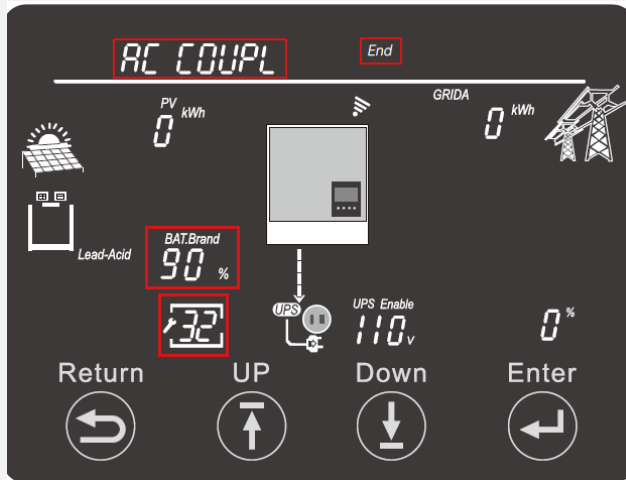 AC COUPL End
PV
0 kWh
GRIDA
0 kWh
Lead-Acid
BAT.Brand
90 %
32
UPS
UPS Enable
110 v
0 %
Return UP Down Enter